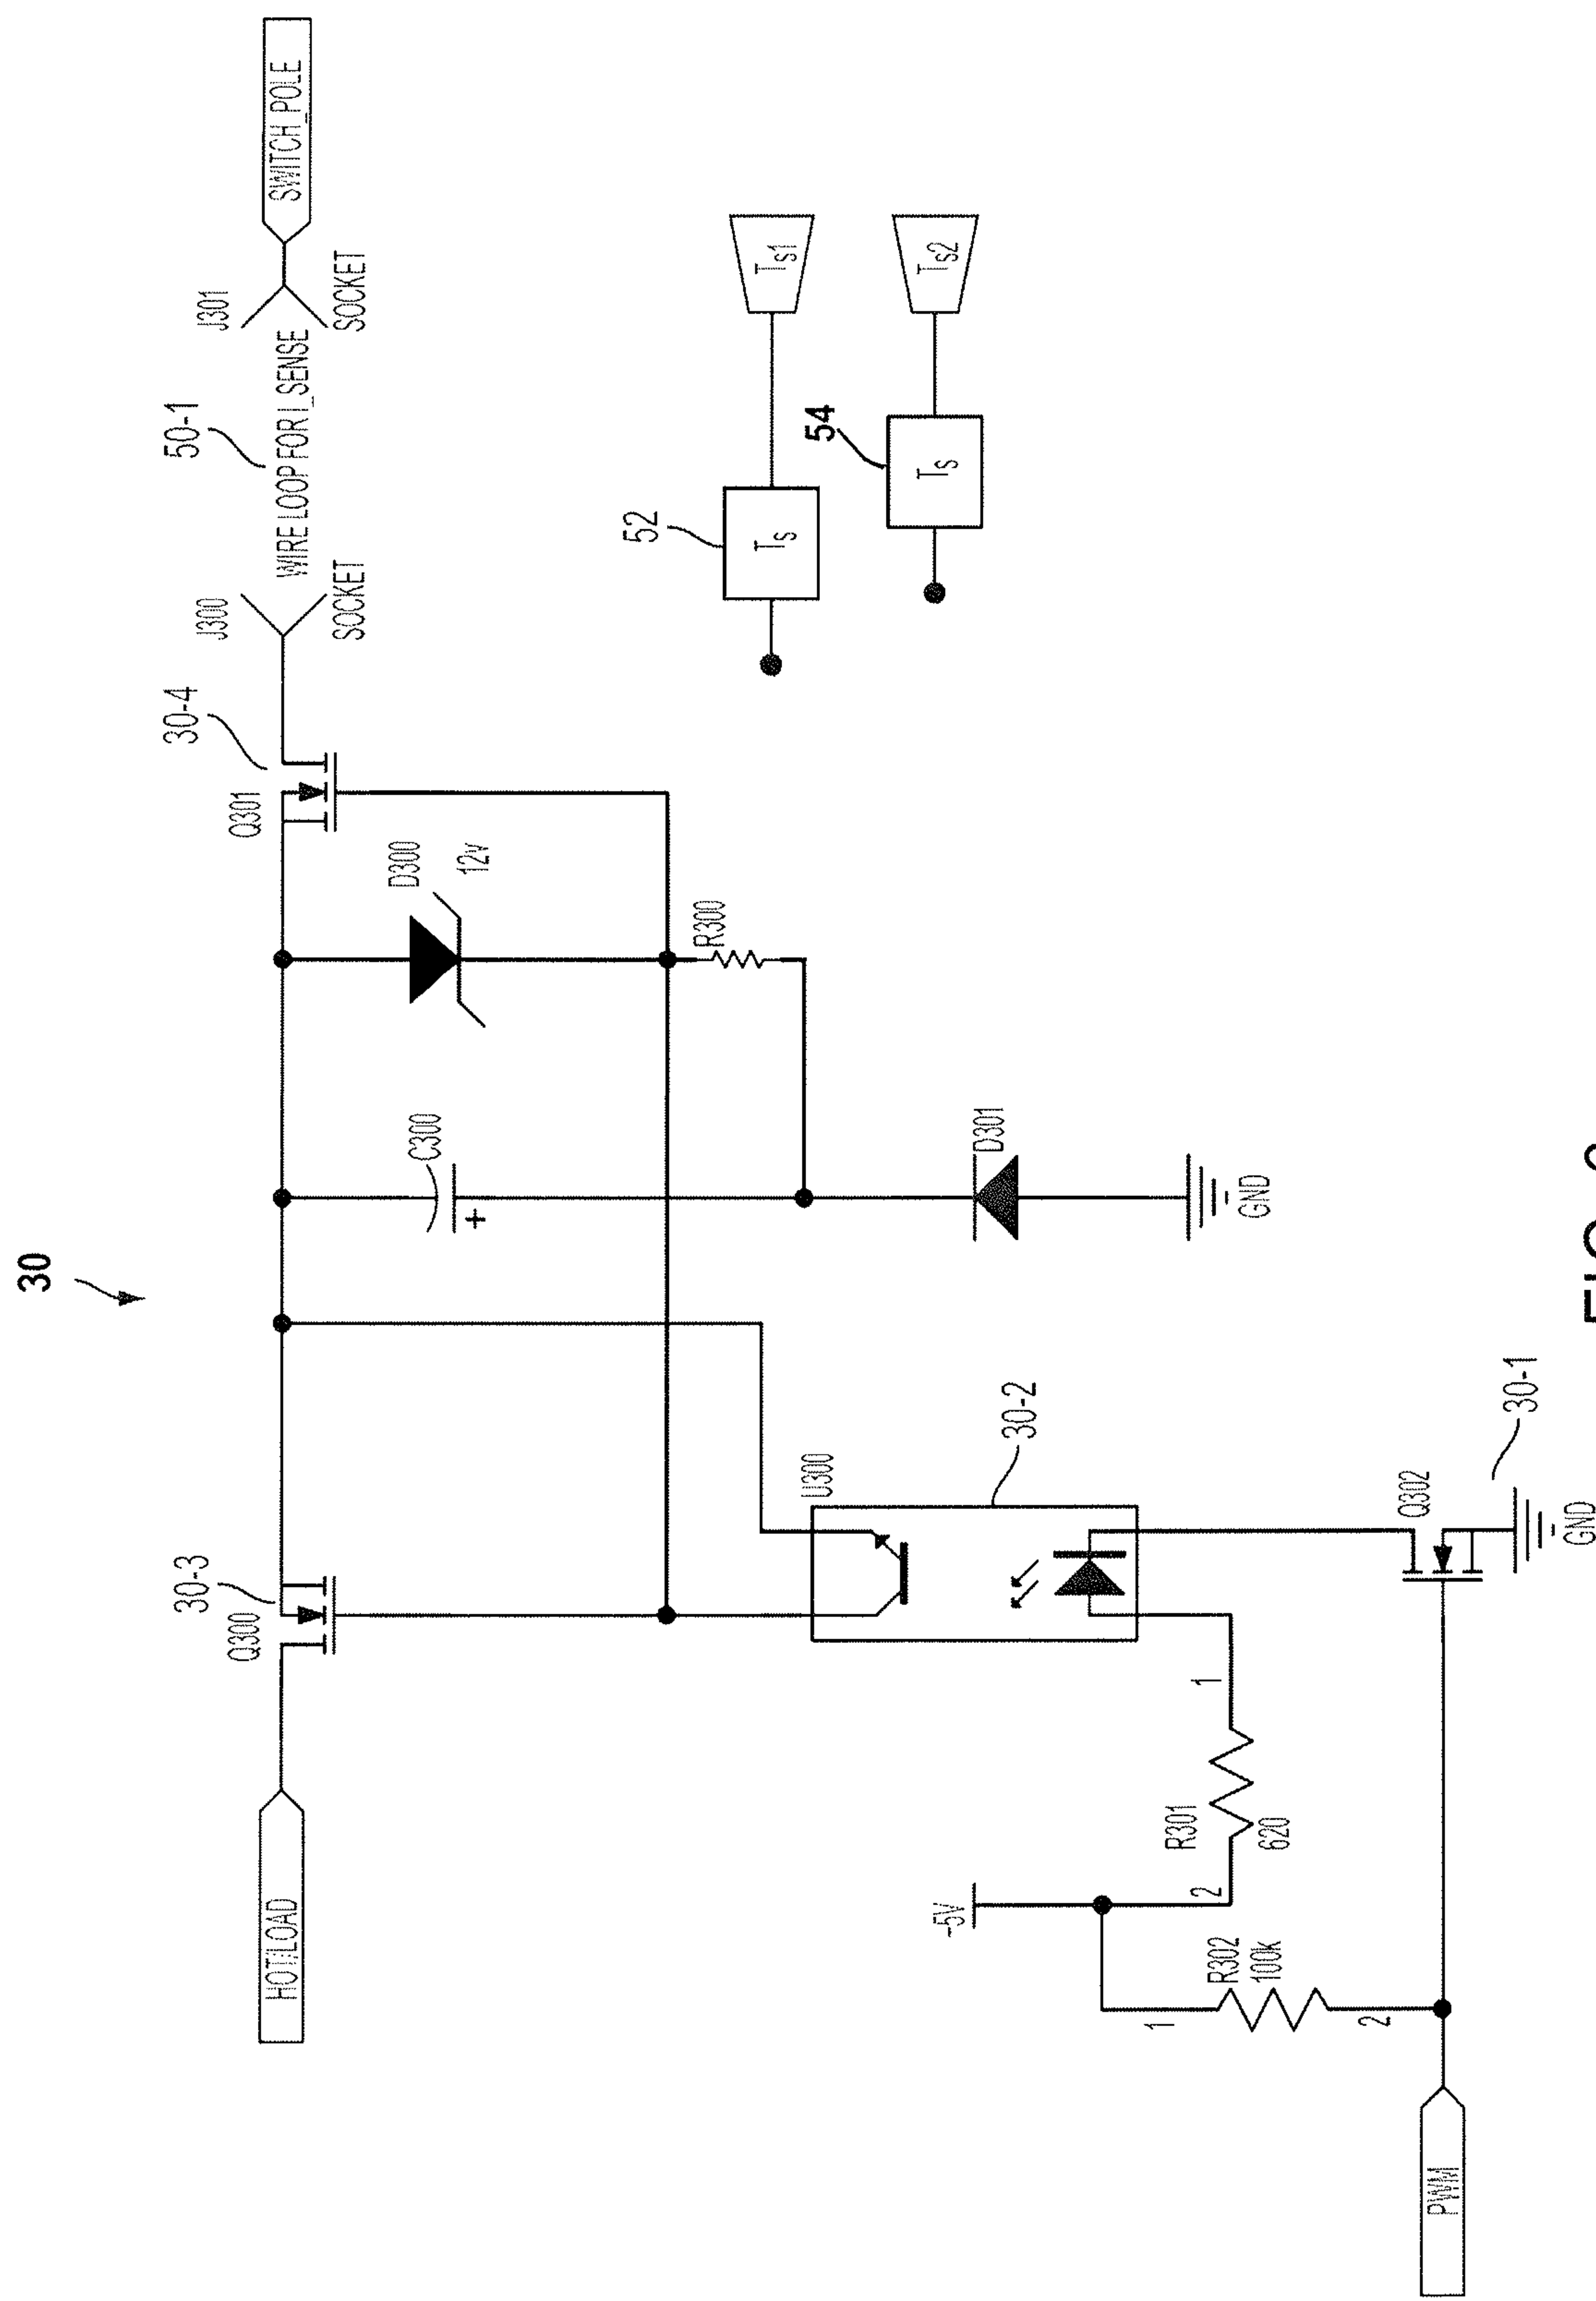 30
HOT/LOAD
Q300
30-3
Q301
30-4
J300
SOCKET
50-1
WIRE LOOP FOR I_SENSE
J301
SOCKET
SWITCH_POLE
C300
+
D300
12v
R300
52
Ts
Ts1
54
Ts
Ts2
U300
30-2
D301
GND
-5V
R301
620
1
2
R302
100k
1
2
PWM
Q302
30-1
GND
FIG.